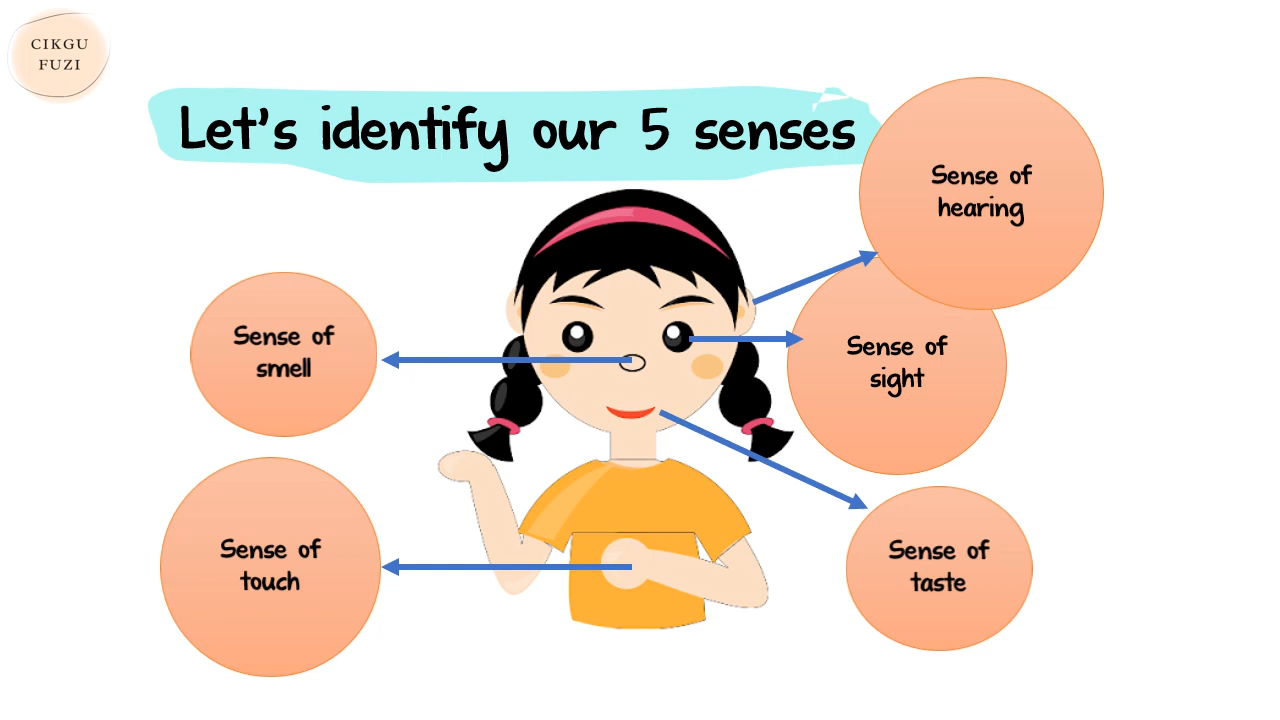 CIKGU
FUZI
Let's identify our 5 senses
Sense of
hearing
Sense of
smell
Sense of
sight
Sense of
touch
Sense of
taste